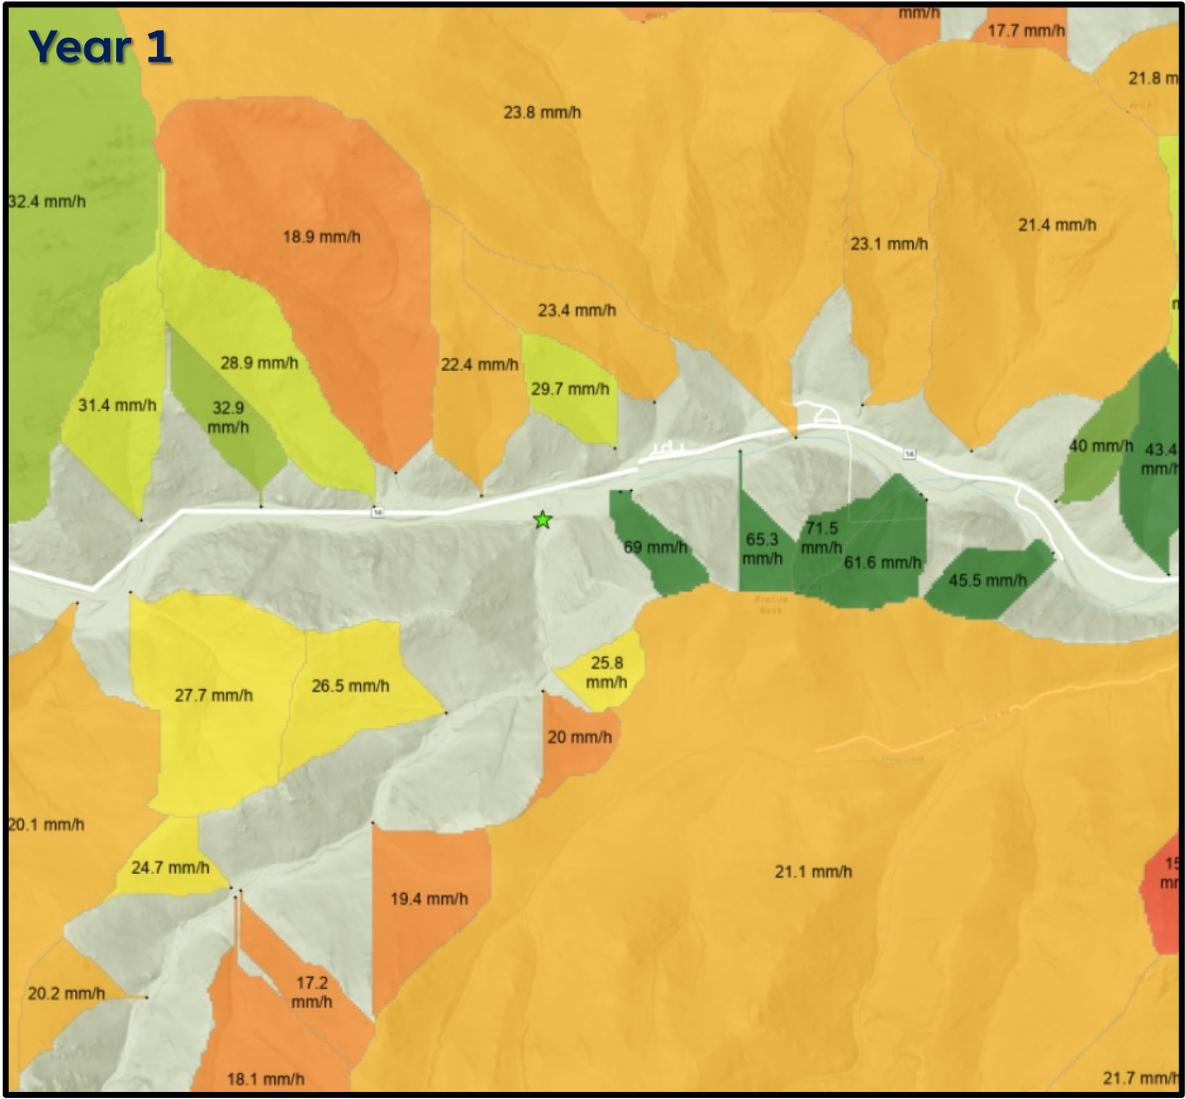 Year 1
mm/h
17.7 mm/h
21.8 m
23.8 mm/h
32.4 mm/h
18.9 mm/h
23.1 mm/h
21.4 mm/h
23.4 mm/h
22.4 mm/h
28.9 mm/h
29.7 mm/h
31.4 mm/h
32.9
mm/h
40 mm/h
43.4
mm/h
14
14
69 mm/h
65.3
mm/h
71.5
mm/h
61.6 mm/h
45.5 mm/h
Profile
Rock
25.8
mm/h
27.7 mm/h
26.5 mm/h
20 mm/h
20.1 mm/h
24.7 mm/h
19.4 mm/h
21.1 mm/h
15
mm
20.2 mm/h
17.2
mm/h
18.1 mm/h
21.7 mm/h